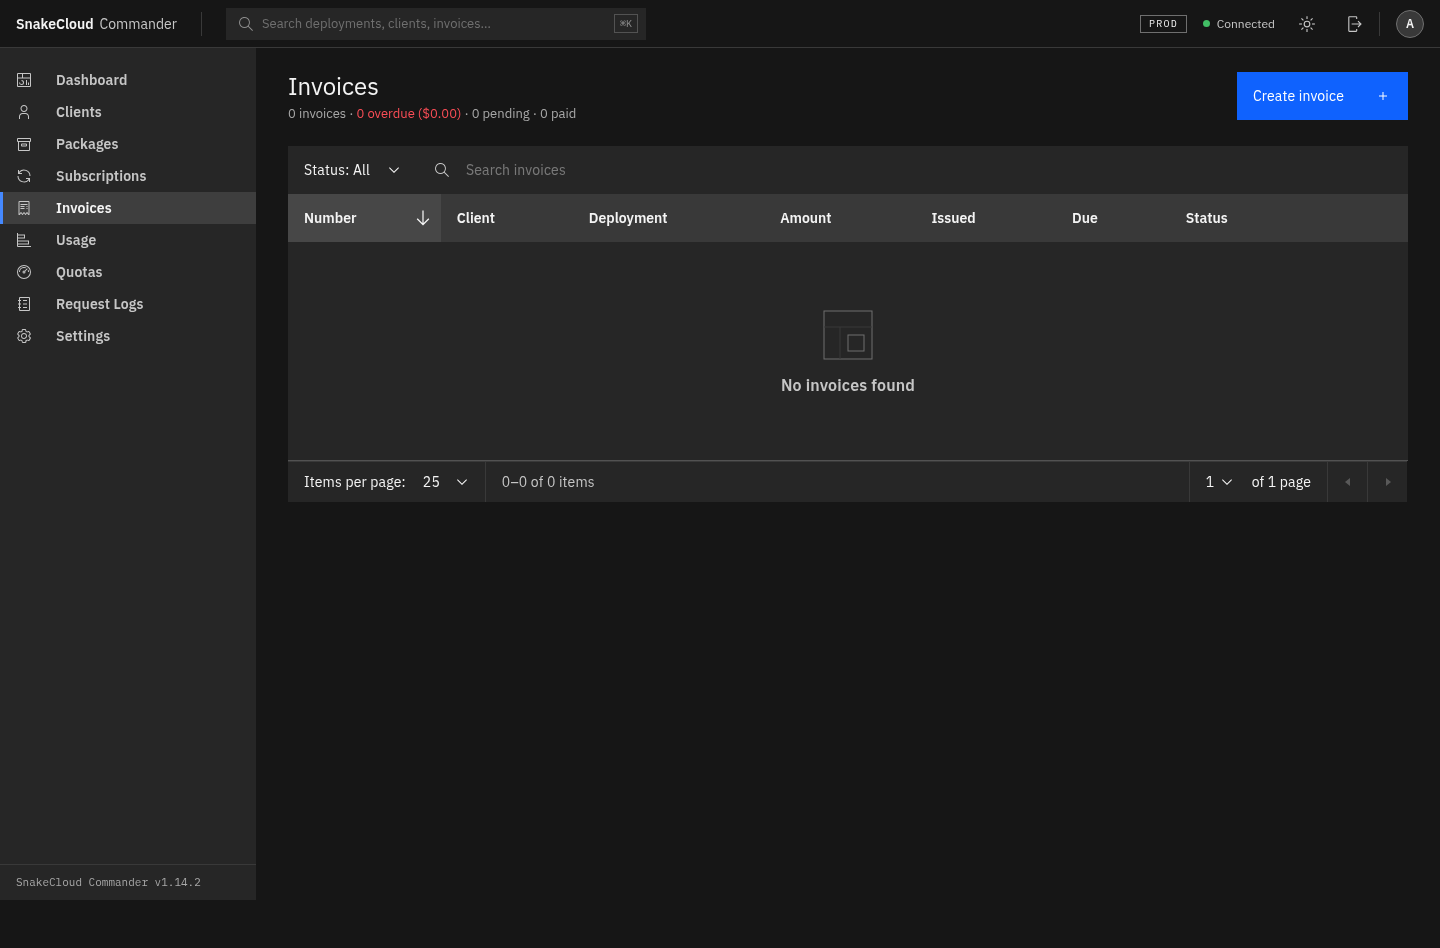 SnakeCloud Commander
Search deployments, clients, invoices...
⌘K
PROD
Connected
A
Dashboard
Clients
Packages
Subscriptions
Invoices
Usage
Quotas
Request Logs
Settings
SnakeCloud Commander v1.14.2
Invoices
0 invoices · 0 overdue ($0.00) · 0 pending · 0 paid
Create invoice
Status: All
Search invoices
Number Client Deployment Amount Issued Due Status
No invoices found
Items per page: 25 0–0 of 0 items 1 of 1 page